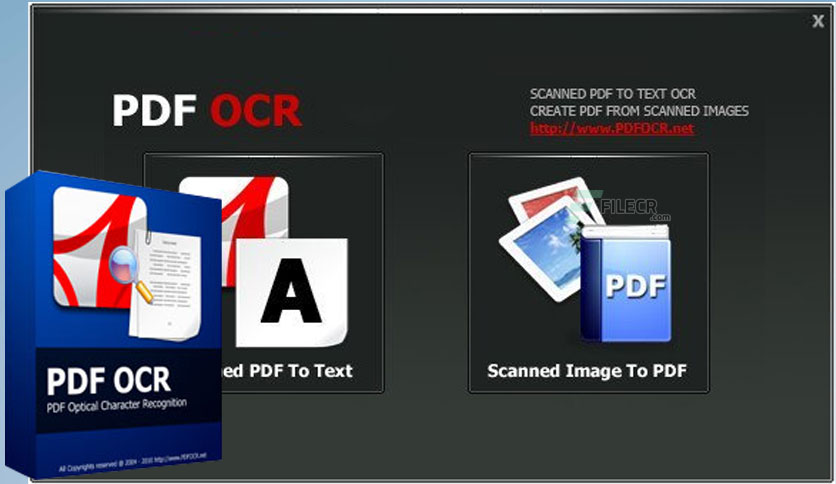 X
PDF OCR
SCANNED PDF TO TEXT OCR
CREATE PDF FROM SCANNED IMAGES
http://www.PDFOCR.net
FILECR
.com
A
PDF
ed PDF To Text
Scanned Image To PDF
PDF OCR
PDF Optical Character Recognition
All Copyrights reserved @ 2004 - 2010 http://www.PDFOCR.net